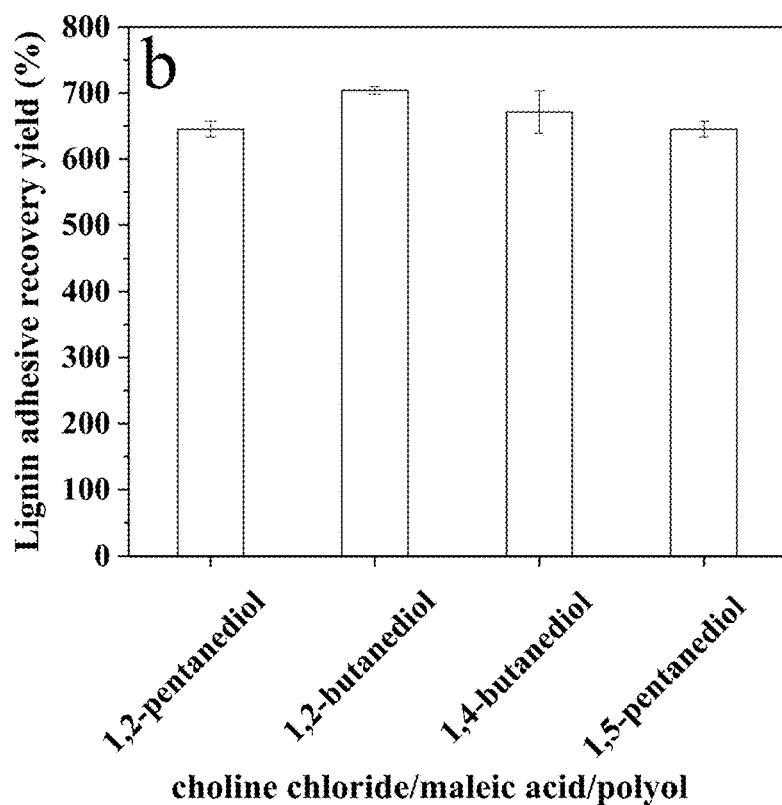 b
Lignin adhesive recovery yield (%)
800
700
600
500
400
300
200
100
0
1,2-pentanediol
1,2-butanediol
1,4-butanediol
1,5-pentanediol
choline chloride/maleic acid/polyol